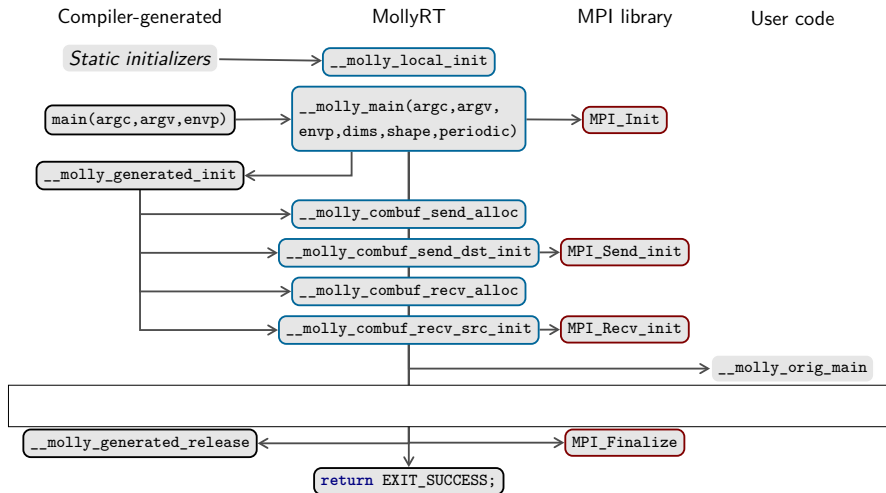 Compiler-generated MollyRT MPI library User code
Static initializers __molly_local_init
main(argc,argv,envp) __molly_main(argc,argv, MPI_Init
envp,dims,shape,periodic)
__molly_generated_init
__molly_combuf_send_alloc
__molly_combuf_send_dst_init MPI_Send_init
__molly_combuf_recv_alloc
__molly_combuf_recv_src_init MPI_Recv_init
__molly_orig_main
__molly_generated_release MPI_Finalize
return EXIT_SUCCESS;